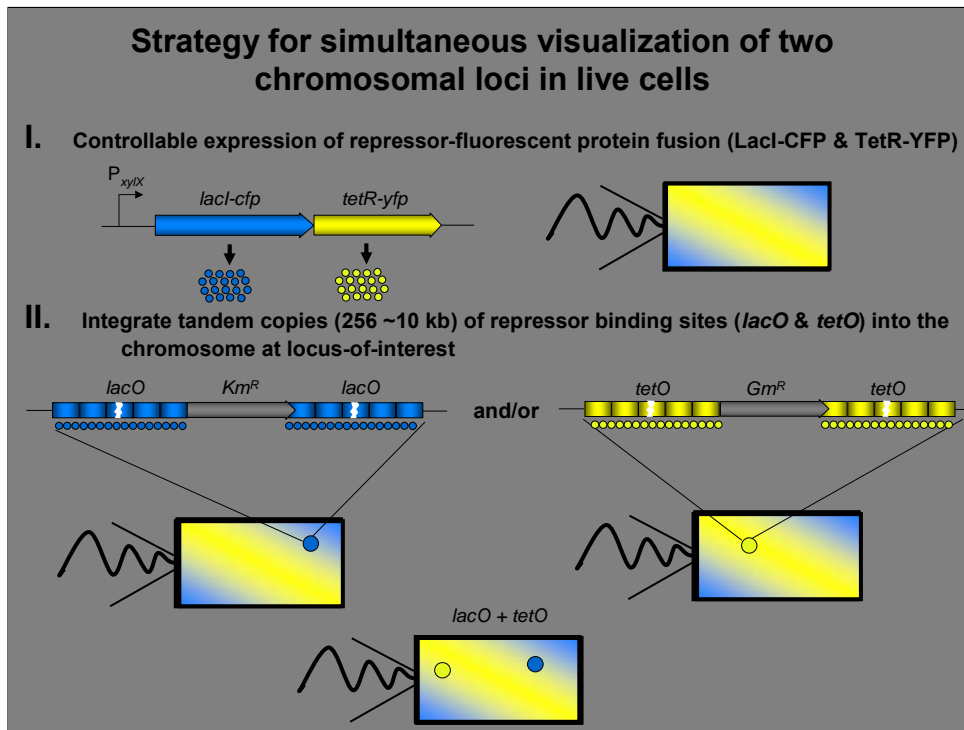 Strategy for simultaneous visualization of two
chromosomal loci in live cells
I. Controllable expression of repressor-fluorescent protein fusion (LacI-CFP & TetR-YFP)
PxylX
lacI-cfp tetR-yfp
II. Integrate tandem copies (256 ~10 kb) of repressor binding sites (lacO & tetO) into the
chromosome at locus-of-interest
lacO KmR lacO
and/or
tetO GmR tetO
lacO + tetO